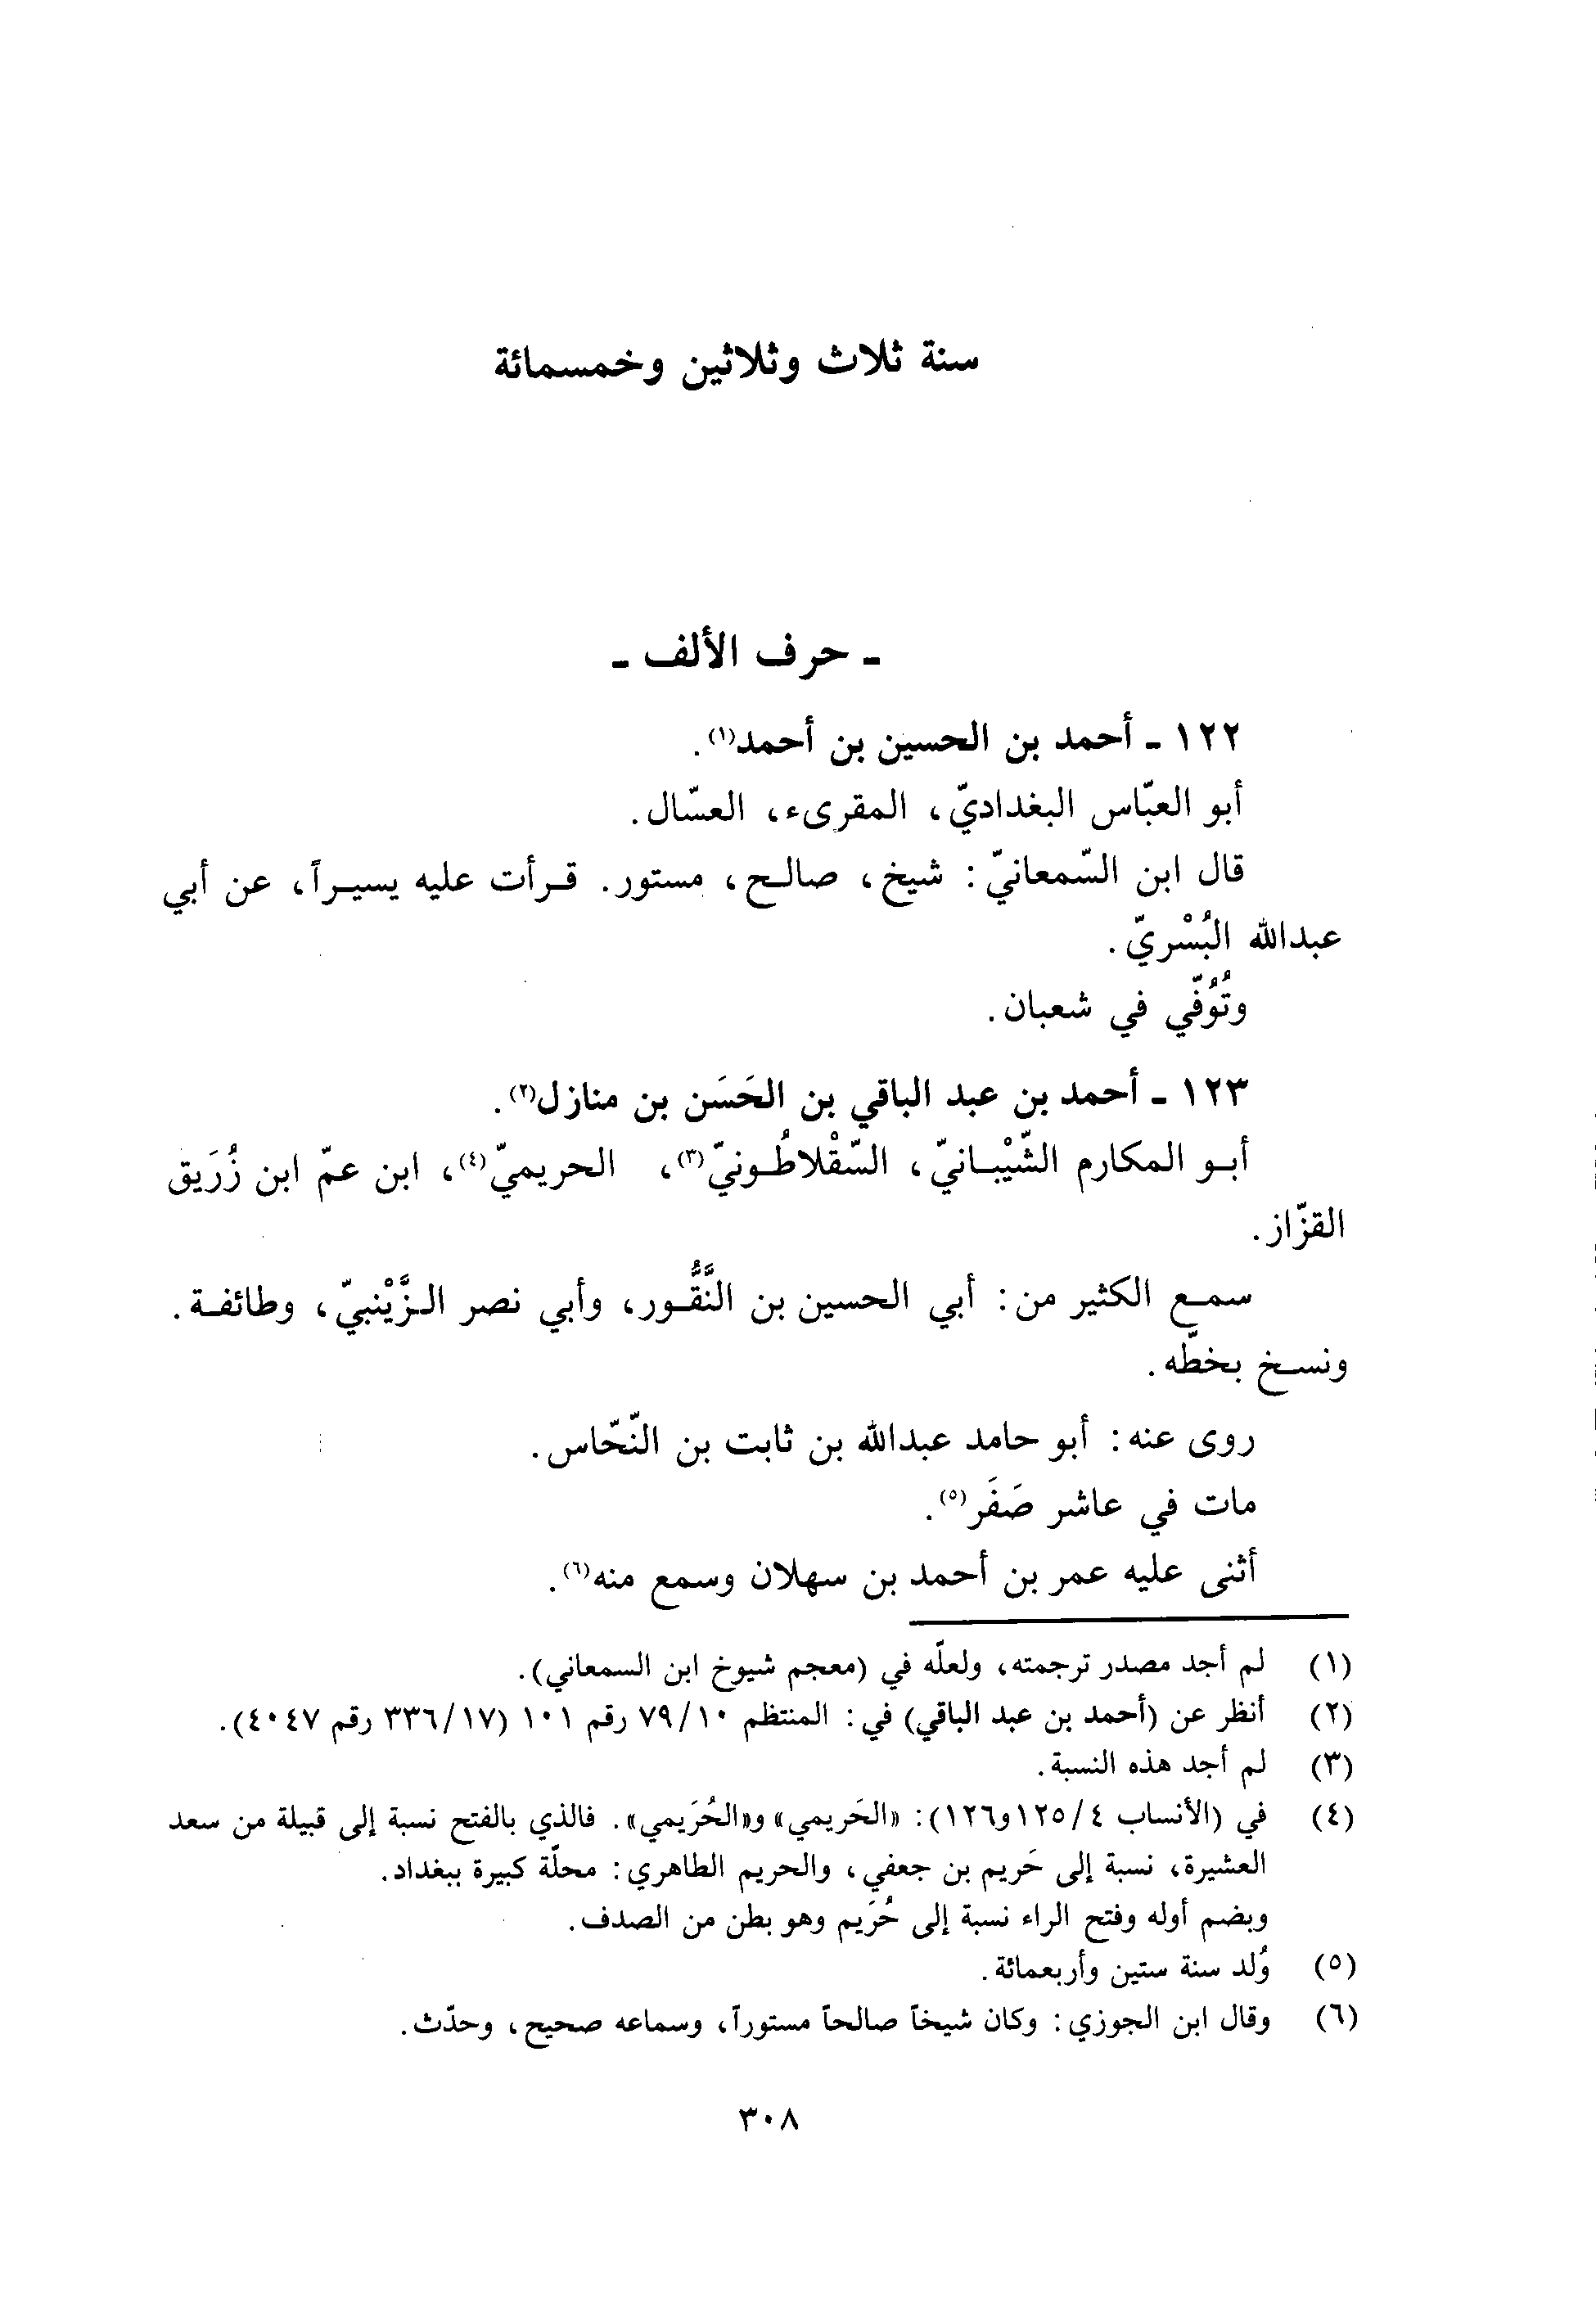 سنة ثلاث وثلاثين وخمسمائة
ـ حرف الألف ـ
١٢٢ ـ أحمد بن الحسين بن أحمد(١).
أبو العبّاس البغداديّ، المقرىء، العسّال.
قال ابن السّمعانيّ: شيخ، صالح، مستور. قرأت عليه يسيراً، عن أبي
عبدالله البُسْريّ.
وتُوُفّي في شعبان.
١٢٣ ـ أحمد بن عبد الباقي بن الحَسَن بن منازل(٢).
أبو المكارم الشّيْبانيّ، السّقْلاطُونيّ(٣)، الحريميّ(٤)، ابن عمّ ابن زُرَيق
القزّاز.
سمع الكثير من: أبي الحسين بن النَّقُّور، وأبي نصر الزَّيْنبيّ، وطائفة.
ونسخ بخطّه.
روى عنه: أبو حامد عبدالله بن ثابت بن النّحّاس.
مات في عاشر صَفَر(٥).
أثنى عليه عمر بن أحمد بن سهلان وسمع منه(٦).
(١) لم أجد مصدر ترجمته، ولعلّه في (معجم شيوخ ابن السمعاني).
(٢) أنظر عن (أحمد بن عبد الباقي) في: المنتظم ١٠/٧٩ رقم ١٠١ (١٧/٣٣٦ رقم ٤٠٤٧).
(٣) لم أجد هذه النسبة.
(٤) في (الأنساب ٤/١٢٥و١٢٦): «الحَريمي» و«الحُرَيمي». فالذي بالفتح نسبة إلى قبيلة من سعد
العشيرة، نسبة إلى حَريم بن جعفي، والحريم الطاهري: محلّة كبيرة ببغداد.
وبضم أوله وفتح الراء نسبة إلى حُرَيم وهو بطن من الصدف.
(٥) وُلد سنة ستين وأربعمائة.
(٦) وقال ابن الجوزي: وكان شيخاً صالحاً مستوراً، وسماعه صحيح، وحدّث.
٣٠٨